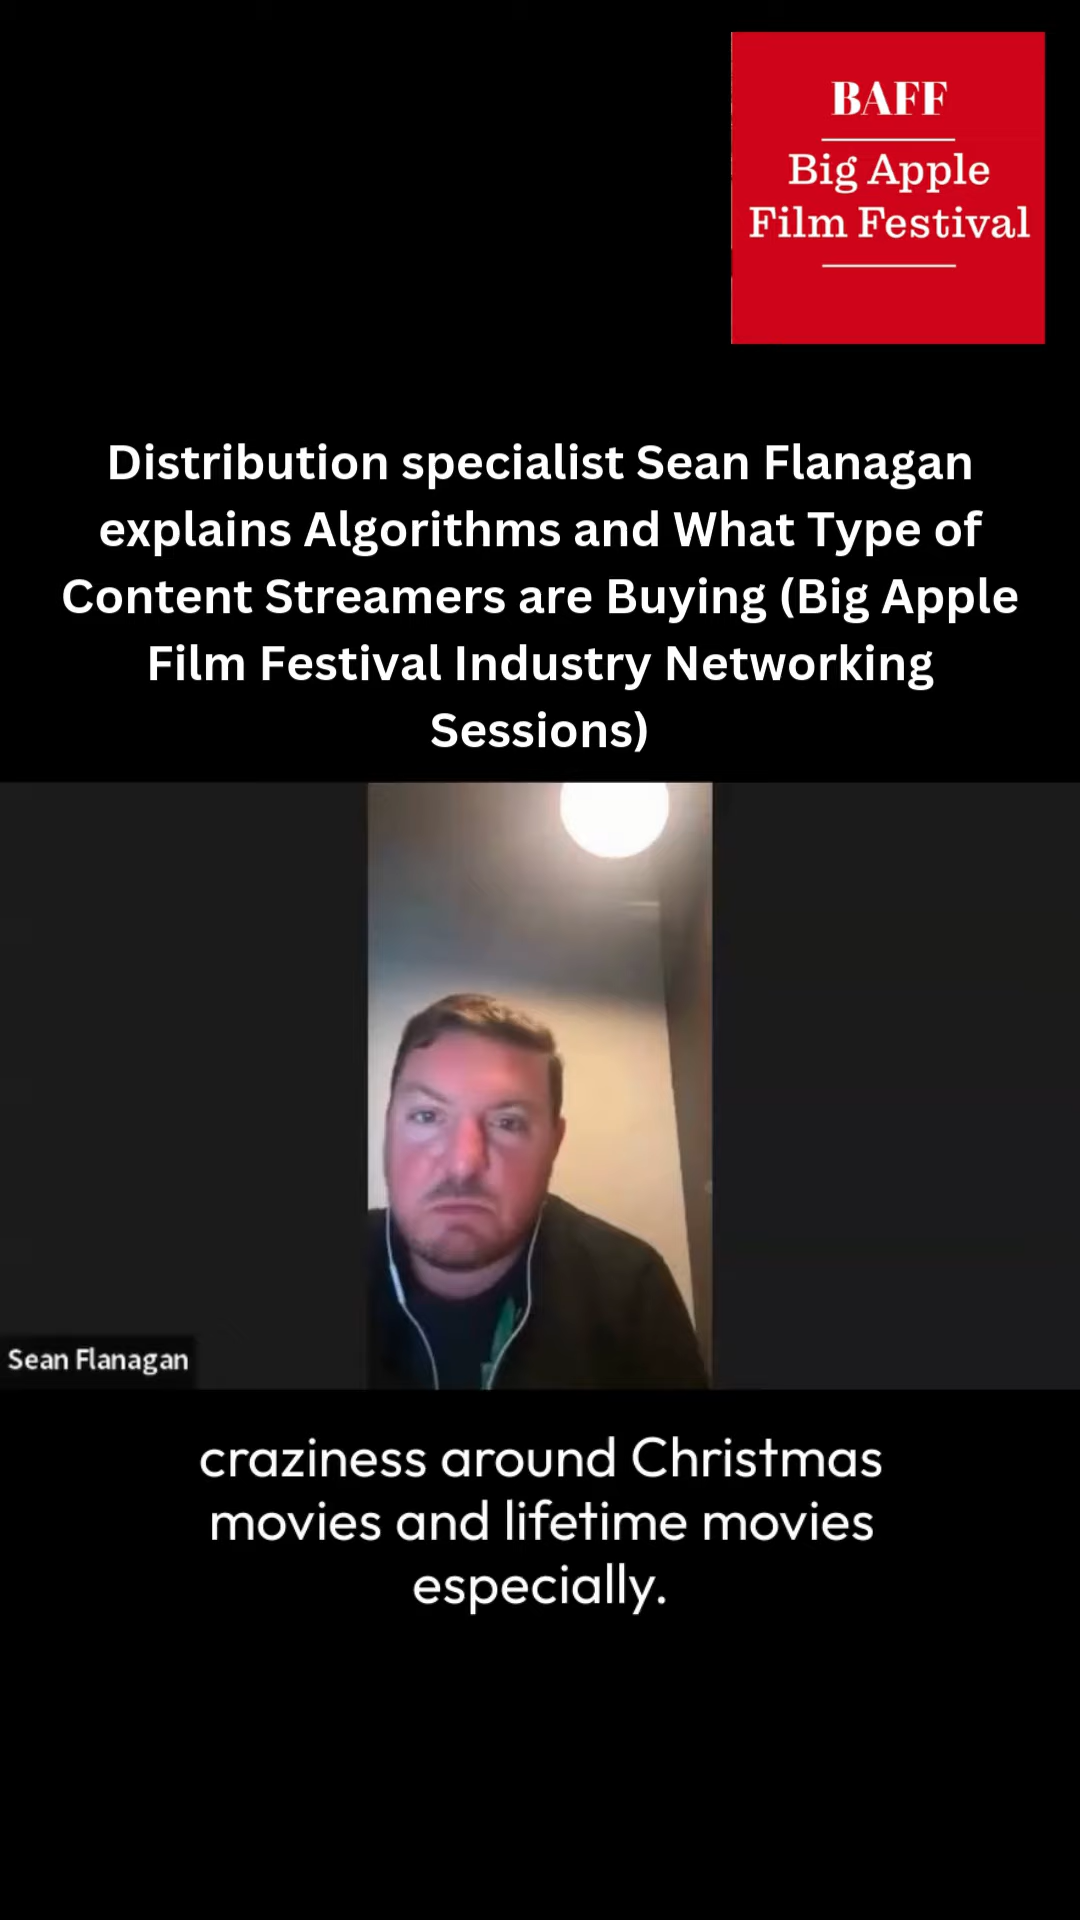 BAFF
Big Apple
Film Festival
Distribution specialist Sean Flanagan
explains Algorithms and What Type of
Content Streamers are Buying (Big Apple
Film Festival Industry Networking
Sessions)
Sean Flanagan
craziness around Christmas
movies and lifetime movies
especially.